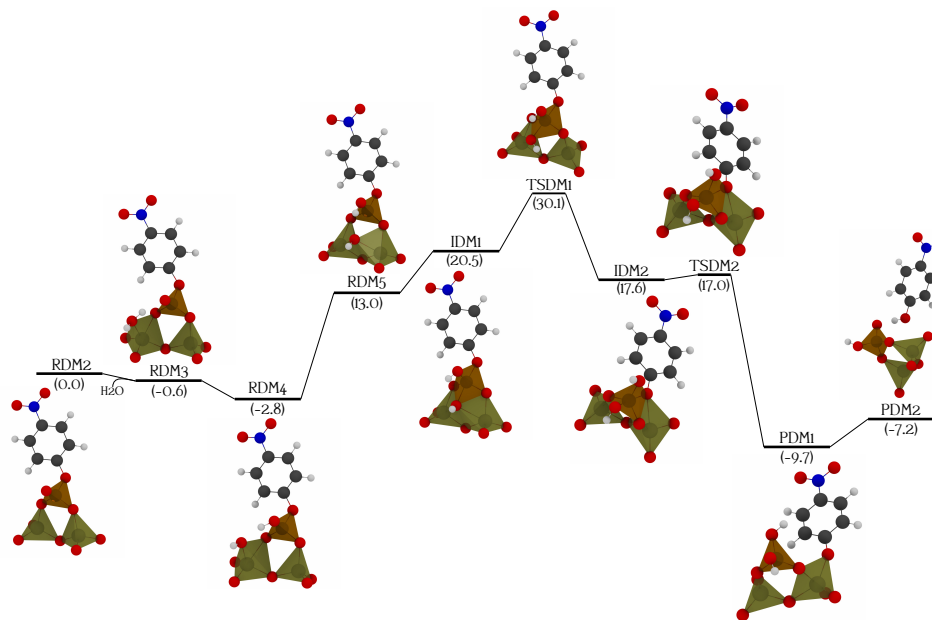 TSDM1
(30.1)
IDM1
(20.5)
TSDM2
(17.0)
IDM2
(17.6)
RDM5
(13.0)
RDM2
(0.0)
H2O
RDM3
(-0.6)
RDM4
(-2.8)
PDM2
(-7.2)
PDM1
(-9.7)